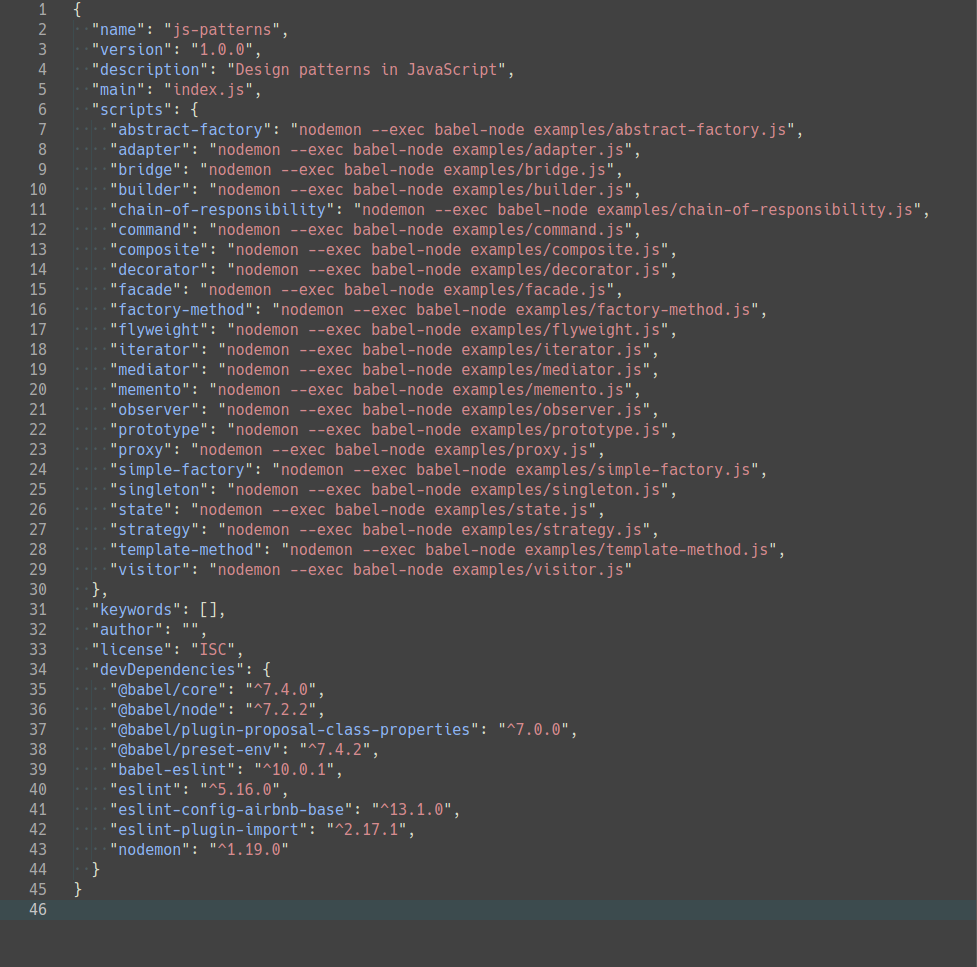 1 {
2 "name": "js-patterns",
3 "version": "1.0.0",
4 "description": "Design patterns in JavaScript",
5 "main": "index.js",
6 "scripts": {
7 "abstract-factory": "nodemon --exec babel-node examples/abstract-factory.js",
8 "adapter": "nodemon --exec babel-node examples/adapter.js",
9 "bridge": "nodemon --exec babel-node examples/bridge.js",
10 "builder": "nodemon --exec babel-node examples/builder.js",
11 "chain-of-responsibility": "nodemon --exec babel-node examples/chain-of-responsibility.js",
12 "command": "nodemon --exec babel-node examples/command.js",
13 "composite": "nodemon --exec babel-node examples/composite.js",
14 "decorator": "nodemon --exec babel-node examples/decorator.js",
15 "facade": "nodemon --exec babel-node examples/facade.js",
16 "factory-method": "nodemon --exec babel-node examples/factory-method.js",
17 "flyweight": "nodemon --exec babel-node examples/flyweight.js",
18 "iterator": "nodemon --exec babel-node examples/iterator.js",
19 "mediator": "nodemon --exec babel-node examples/mediator.js",
20 "memento": "nodemon --exec babel-node examples/memento.js",
21 "observer": "nodemon --exec babel-node examples/observer.js",
22 "prototype": "nodemon --exec babel-node examples/prototype.js",
23 "proxy": "nodemon --exec babel-node examples/proxy.js",
24 "simple-factory": "nodemon --exec babel-node examples/simple-factory.js",
25 "singleton": "nodemon --exec babel-node examples/singleton.js",
26 "state": "nodemon --exec babel-node examples/state.js",
27 "strategy": "nodemon --exec babel-node examples/strategy.js",
28 "template-method": "nodemon --exec babel-node examples/template-method.js",
29 "visitor": "nodemon --exec babel-node examples/visitor.js"
30 },
31 "keywords": [],
32 "author": "",
33 "license": "ISC",
34 "devDependencies": {
35 "@babel/core": "^7.4.0",
36 "@babel/node": "^7.2.2",
37 "@babel/plugin-proposal-class-properties": "^7.0.0",
38 "@babel/preset-env": "^7.4.2",
39 "babel-eslint": "^10.0.1",
40 "eslint": "^5.16.0",
41 "eslint-config-airbnb-base": "^13.1.0",
42 "eslint-plugin-import": "^2.17.1",
43 "nodemon": "^1.19.0"
44 }
45 }
46